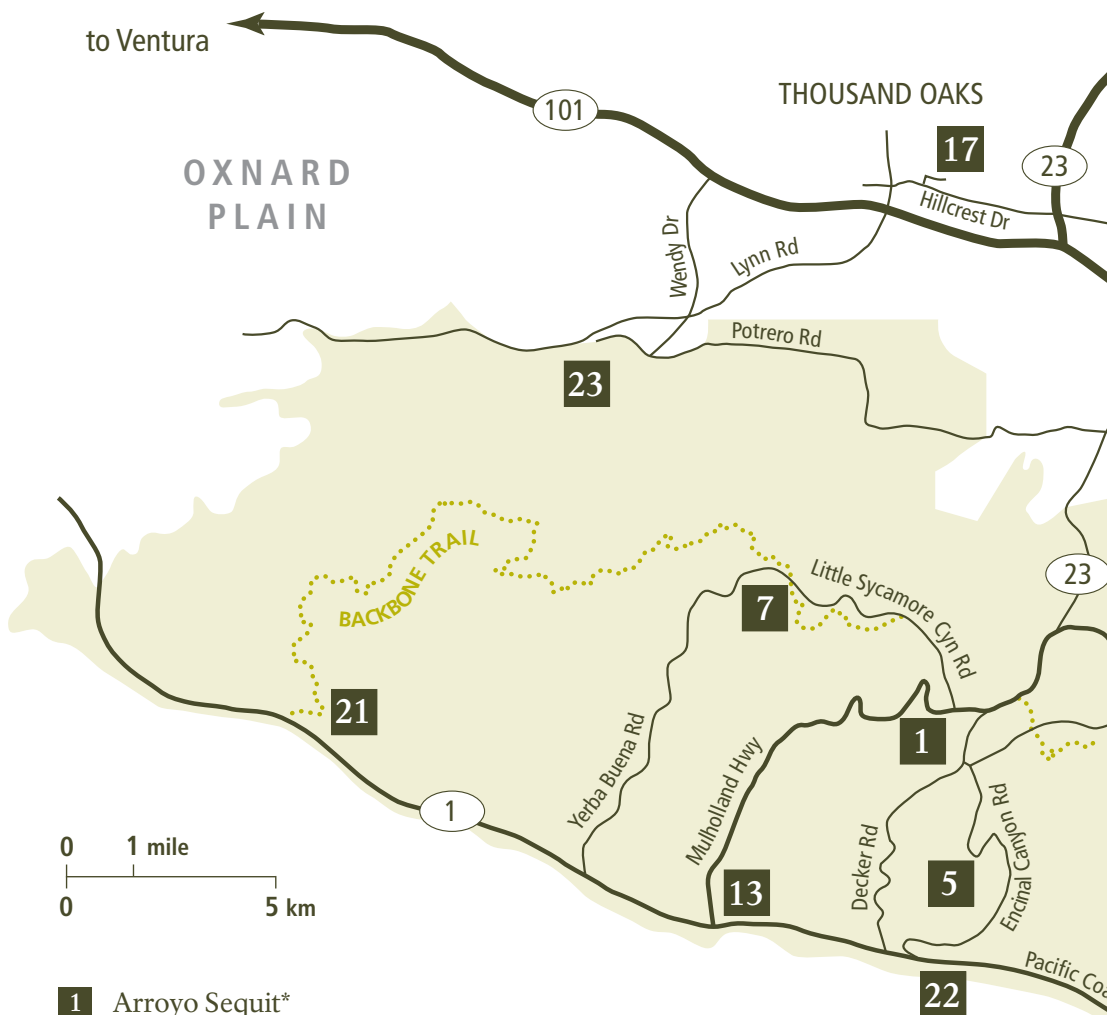 to Ventura
101
THOUSAND OAKS
17
23
OXNARD
PLAIN
Hillcrest Dr
Wendy Dr
Lynn Rd
Potrero Rd
23
BACKBONE TRAIL
Little Sycamore Cyn Rd
23
7
21
1
Yerba Buena Rd
Mulholland Hwy
1
Decker Rd
Encinal Canyon Rd
5
13
0 1 mile
0 5 km
Pacific Coa
22
1 Arroyo Sequit*